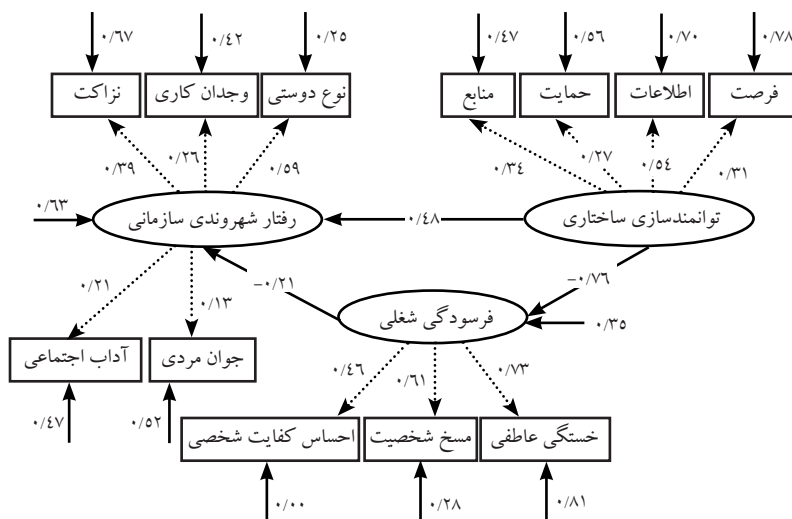 ۰/۶۷
۰/۴۲
۰/۲۵
۰/۴۷
۰/۵۶
۰/۷۰
۰/۷۸
نزاکت
وجدان کاری
نوع دوستی
منابع
حمایت
اطلاعات
فرصت
۰/۳۹
۰/۲۶
۰/۵۹
۰/۳۴
۰/۲۷
۰/۵۴
۰/۳۱
۰/۶۳
رفتار شهروندی سازمانی
۰/۴۸
توانمندسازی ساختاری
۰/۲۱
۰/۱۳
−۰/۲۱
−۰/۷۶
فرسودگی شغلی
۰/۳۵
آداب اجتماعی
جوان مردی
۰/۴۶
۰/۶۱
۰/۷۳
۰/۴۷
۰/۵۲
احساس کفایت شخصی
مسخ شخصیت
خستگی عاطفی
۰/۰۰
۰/۲۸
۰/۸۱